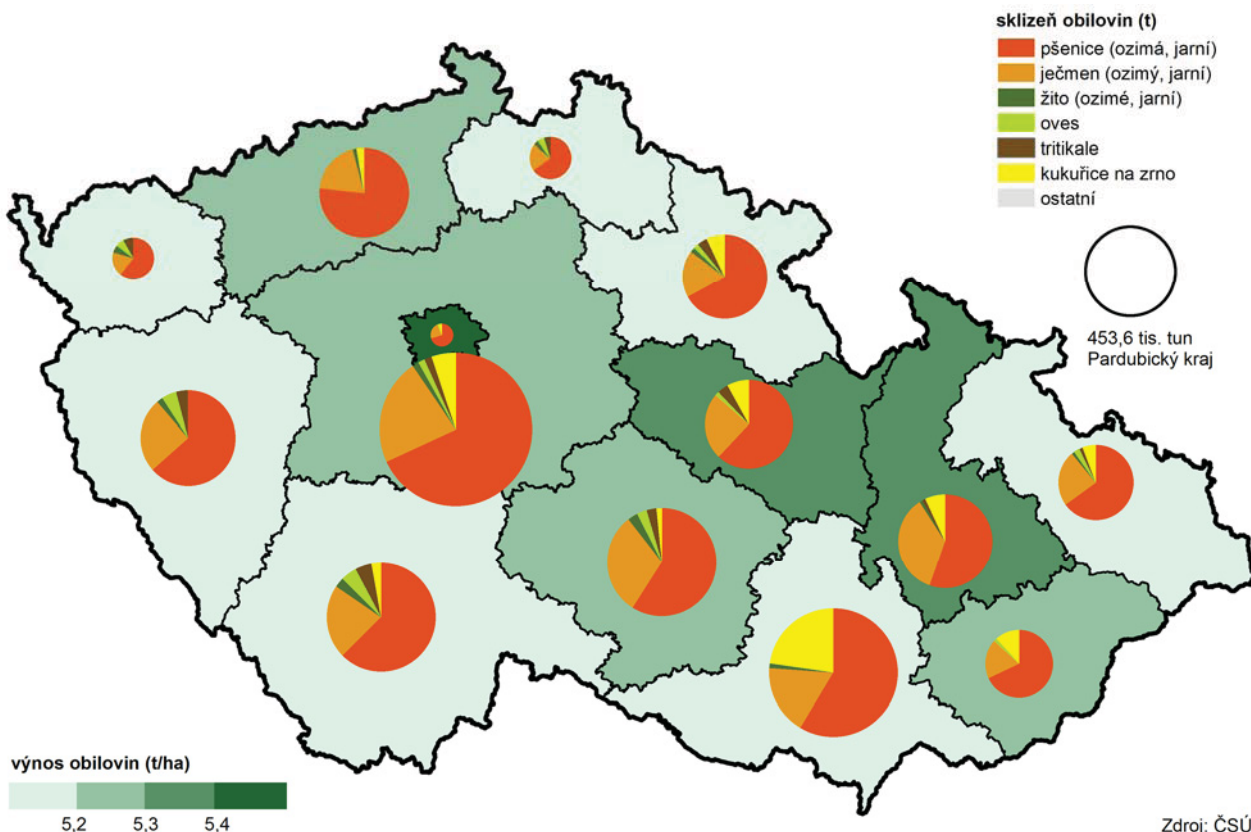 sklizeň obilovin (t)
pšenice (ozimá, jarní)
ječmen (ozimý, jarní)
žito (ozimé, jarní)
oves
tritikale
kukuřice na zrno
ostatní
453,6 tis. tun
Pardubický kraj
výnos obilovin (t/ha)
5,2 5,3 5,4
Zdroj: ČSÚ